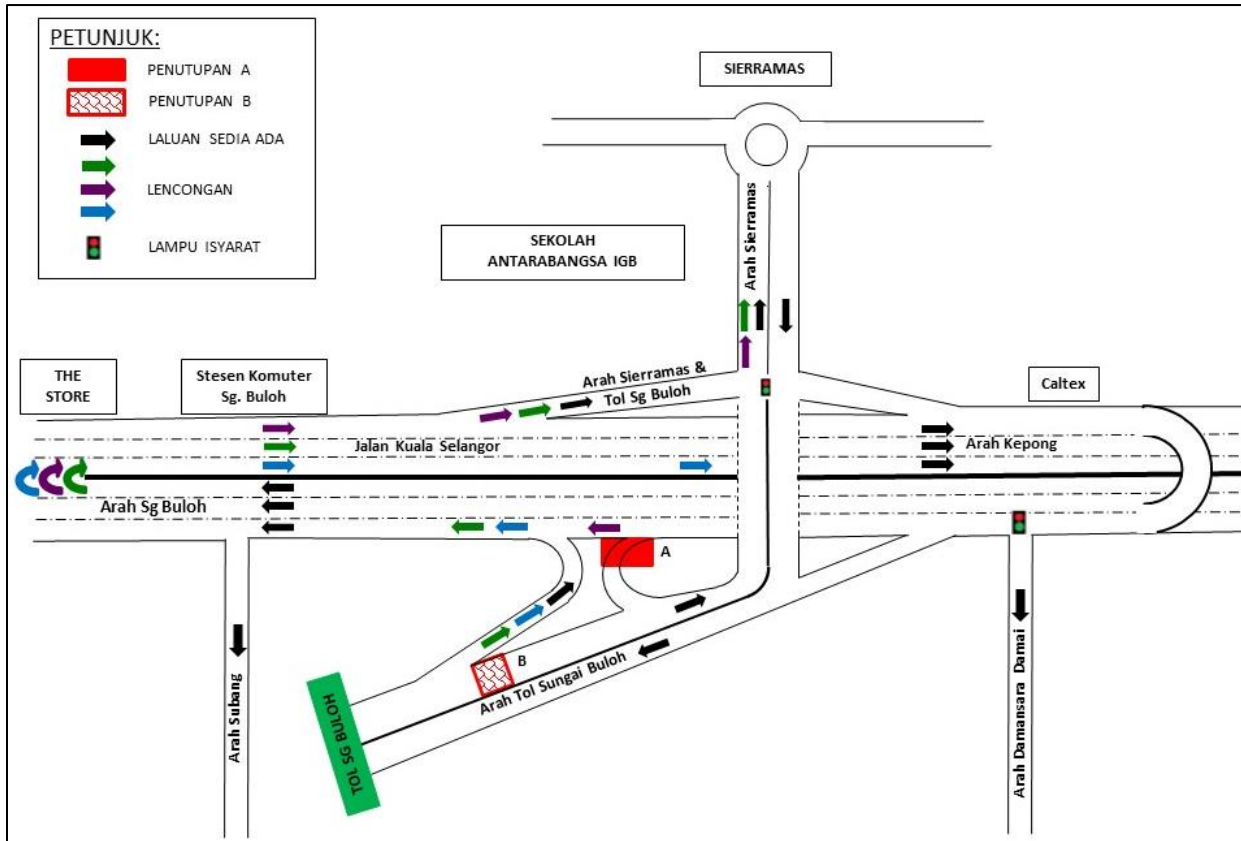 PETUNJUK:
PENUTUPAN A
PENUTUPAN B
LALUAN SEDIA ADA
LENCONGAN
LAMPU ISYARAT
SIERRAMAS
SEKOLAH
ANTARABANGSA IGB
Arah Sierramas
THE
STORE
Stesen Komuter
Sg. Buloh
Arah Sierramas &
Tol Sg Buloh
Caltex
Jalan Kuala Selangor
Arah Kepong
Arah Sg Buloh
A
B
Arah Tol Sungai Buloh
TOL SG BULOH
Arah Subang
Arah Damansara Damai